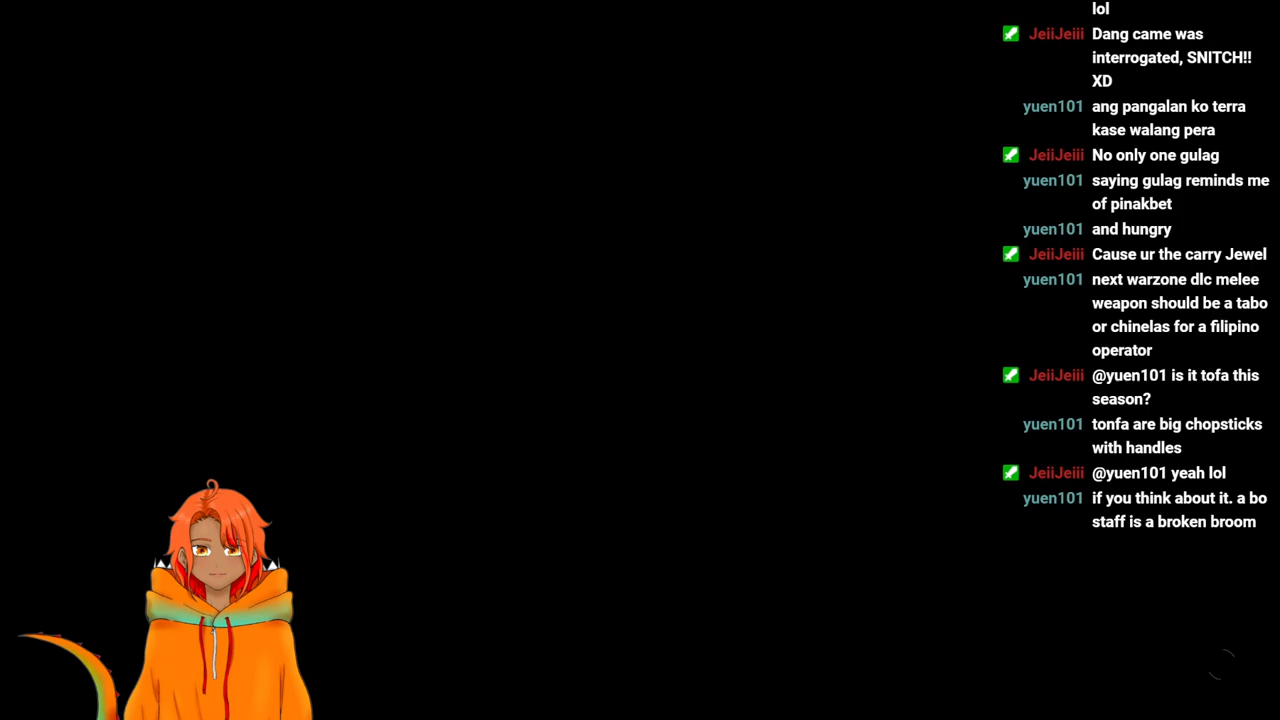 lol
JeiiJeiii Dang came was
interrogated, SNITCH!!
XD
yuen101 ang pangalan ko terra
kase walang pera
JeiiJeiii No only one gulag
yuen101 saying gulag reminds me
of pinakbet
yuen101 and hungry
JeiiJeiii Cause ur the carry Jewel
yuen101 next warzone dlc melee
weapon should be a tabo
or chinelas for a filipino
operator
JeiiJeiii @yuen101 is it tofa this
season?
yuen101 tonfa are big chopsticks
with handles
JeiiJeiii @yuen101 yeah lol
yuen101 if you think about it. a bo
staff is a broken broom